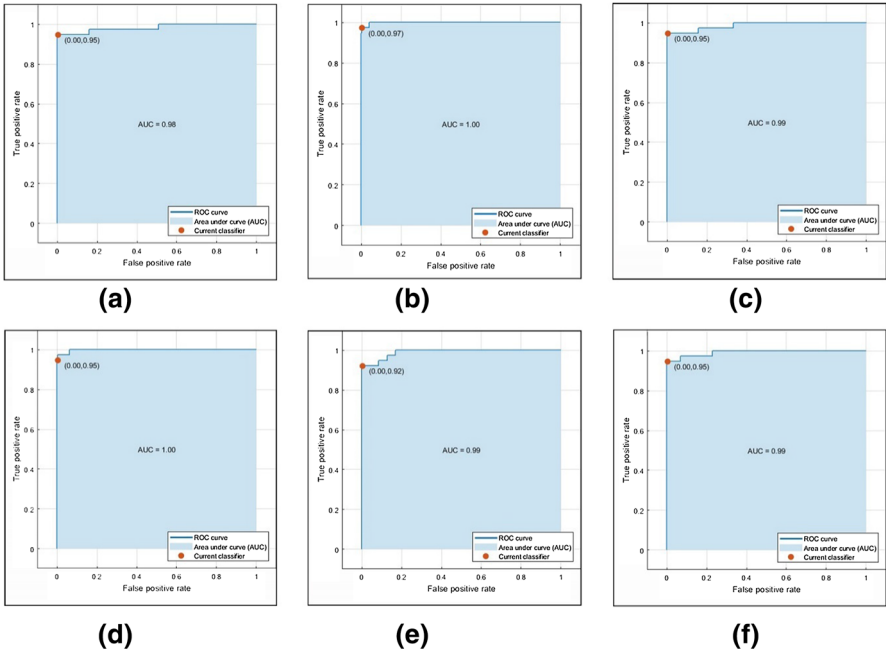 1
(0.00,0.95)
0.8
True positive rate
0.6
AUC = 0.98
0.4
0.2
ROC curve
Area under curve (AUC)
Current classifier
0
0 0.2 0.4 0.6 0.8 1
False positive rate
(a)
1
(0.00,0.97)
0.8
True positive rate
0.6
AUC = 1.00
0.4
0.2
ROC curve
Area under curve (AUC)
Current classifier
0
0 0.2 0.4 0.6 0.8 1
False positive rate
(b)
1
(0.00,0.95)
0.8
True positive rate
0.6
AUC = 0.99
0.4
0.2
ROC curve
Area under curve (AUC)
Current classifier
0
0 0.2 0.4 0.6 0.8 1
False positive rate
(c)
1
(0.00,0.95)
0.8
True positive rate
0.6
AUC = 1.00
0.4
0.2
ROC curve
Area under curve (AUC)
Current classifier
0
0 0.2 0.4 0.6 0.8 1
False positive rate
(d)
1
(0.00,0.92)
0.8
True positive rate
0.6
AUC = 0.99
0.4
0.2
ROC curve
Area under curve (AUC)
Current classifier
0
0 0.2 0.4 0.6 0.8 1
False positive rate
(e)
1
(0.00,0.95)
0.8
True positive rate
0.6
AUC = 0.99
0.4
0.2
ROC curve
Area under curve (AUC)
Current classifier
0
0 0.2 0.4 0.6 0.8 1
False positive rate
(f)